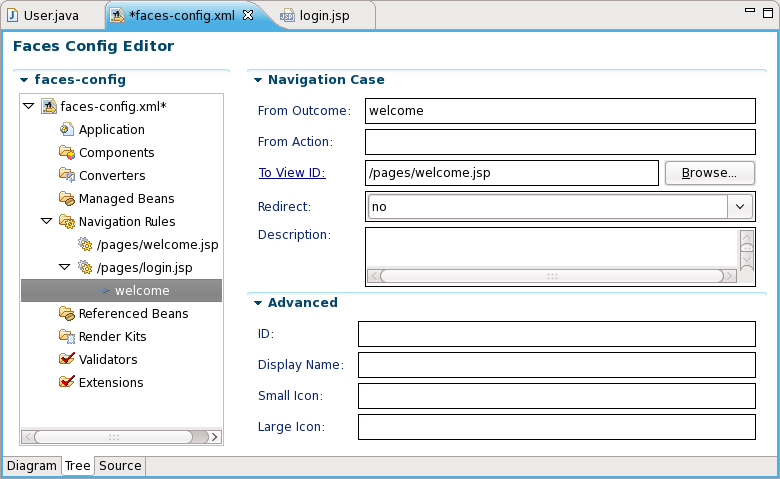 User.java
*faces-config.xml
login.jsp
Faces Config Editor
faces-config
faces-config.xml*
Application
Components
Converters
Managed Beans
Navigation Rules
/pages/welcome.jsp
/pages/login.jsp
welcome
Referenced Beans
Render Kits
Validators
Extensions
Navigation Case
From Outcome: welcome
From Action:
To View ID: /pages/welcome.jsp Browse...
Redirect: no
Description:
Advanced
ID:
Display Name:
Small Icon:
Large Icon:
Diagram Tree Source